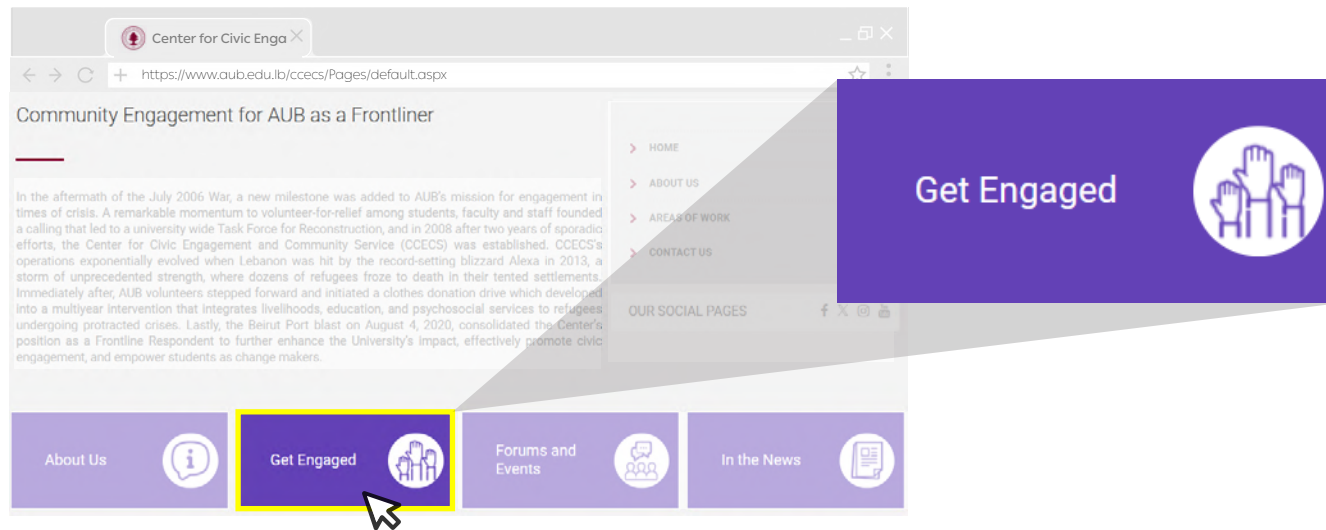 Center for Civic Enga
https://www.aub.edu.lb/ccecs/Pages/default.aspx
Community Engagement for AUB as a Frontliner
In the aftermath of the July 2006 War, a new milestone was added to AUB's mission for engagement in
times of crisis. A remarkable momentum to volunteer-for-relief among students, faculty and staff founded
a calling that led to a university wide Task Force for Reconstruction, and in 2008 after two years of sporadic
efforts, the Center for Civic Engagement and Community Service (CCECS) was established. CCECS's
operations exponentially evolved when Lebanon was hit by the record-setting blizzard Alexa in 2013, a
storm of unprecedented strength, where dozens of refugees froze to death in their tented settlements.
Immediately after, AUB volunteers stepped forward and initiated a clothes donation drive which developed
into a multiyear intervention that integrates livelihoods, education, and psychosocial services to refugees
undergoing protracted crises. Lastly, the Beirut Port blast on August 4, 2020, consolidated the Center's
position as a Frontline Respondent to further enhance the University's impact, effectively promote civic
engagement, and empower students as change makers.
HOME
ABOUT US
AREAS OF WORK
CONTACT US
OUR SOCIAL PAGES
Get Engaged
About Us
Get Engaged
Forums and
Events
In the News